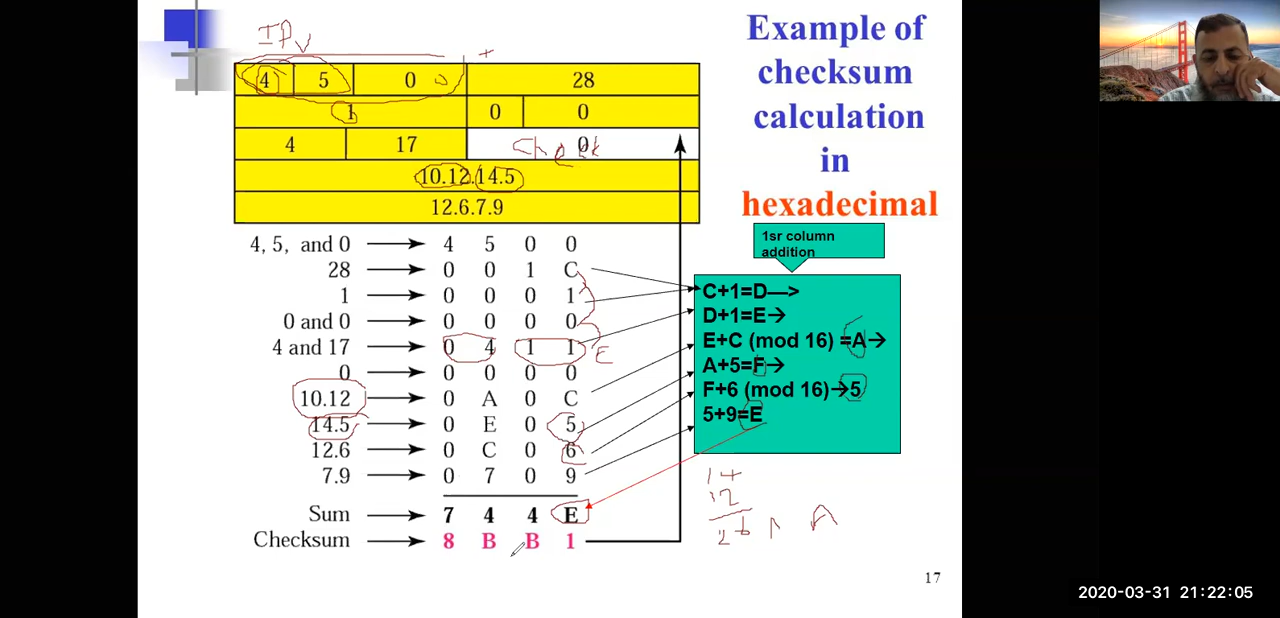 Example of
checksum
calculation
in
hexadecimal
IPv
4 5 0 28
1 0 0
4 17 0
Check
10.12.14.5
12.6.7.9
4, 5, and 0 4 5 0 0
28 0 0 1 C
1 0 0 0 1
0 and 0 0 0 0 0
4 and 17 0 4 1 1
E
0 0 0 0 0
10.12 0 A 0 C
14.5 0 E 0 5
12.6 0 C 0 6
7.9 0 7 0 9
Sum 7 4 4 E
Checksum 8 B B 1
1sr column
addition
C+1=D—>
D+1=E→
E+C (mod 16) =A→
A+5=F→
F+6 (mod 16)→5
5+9=E
14
12
26 A
17
2020-03-31 21:22:05